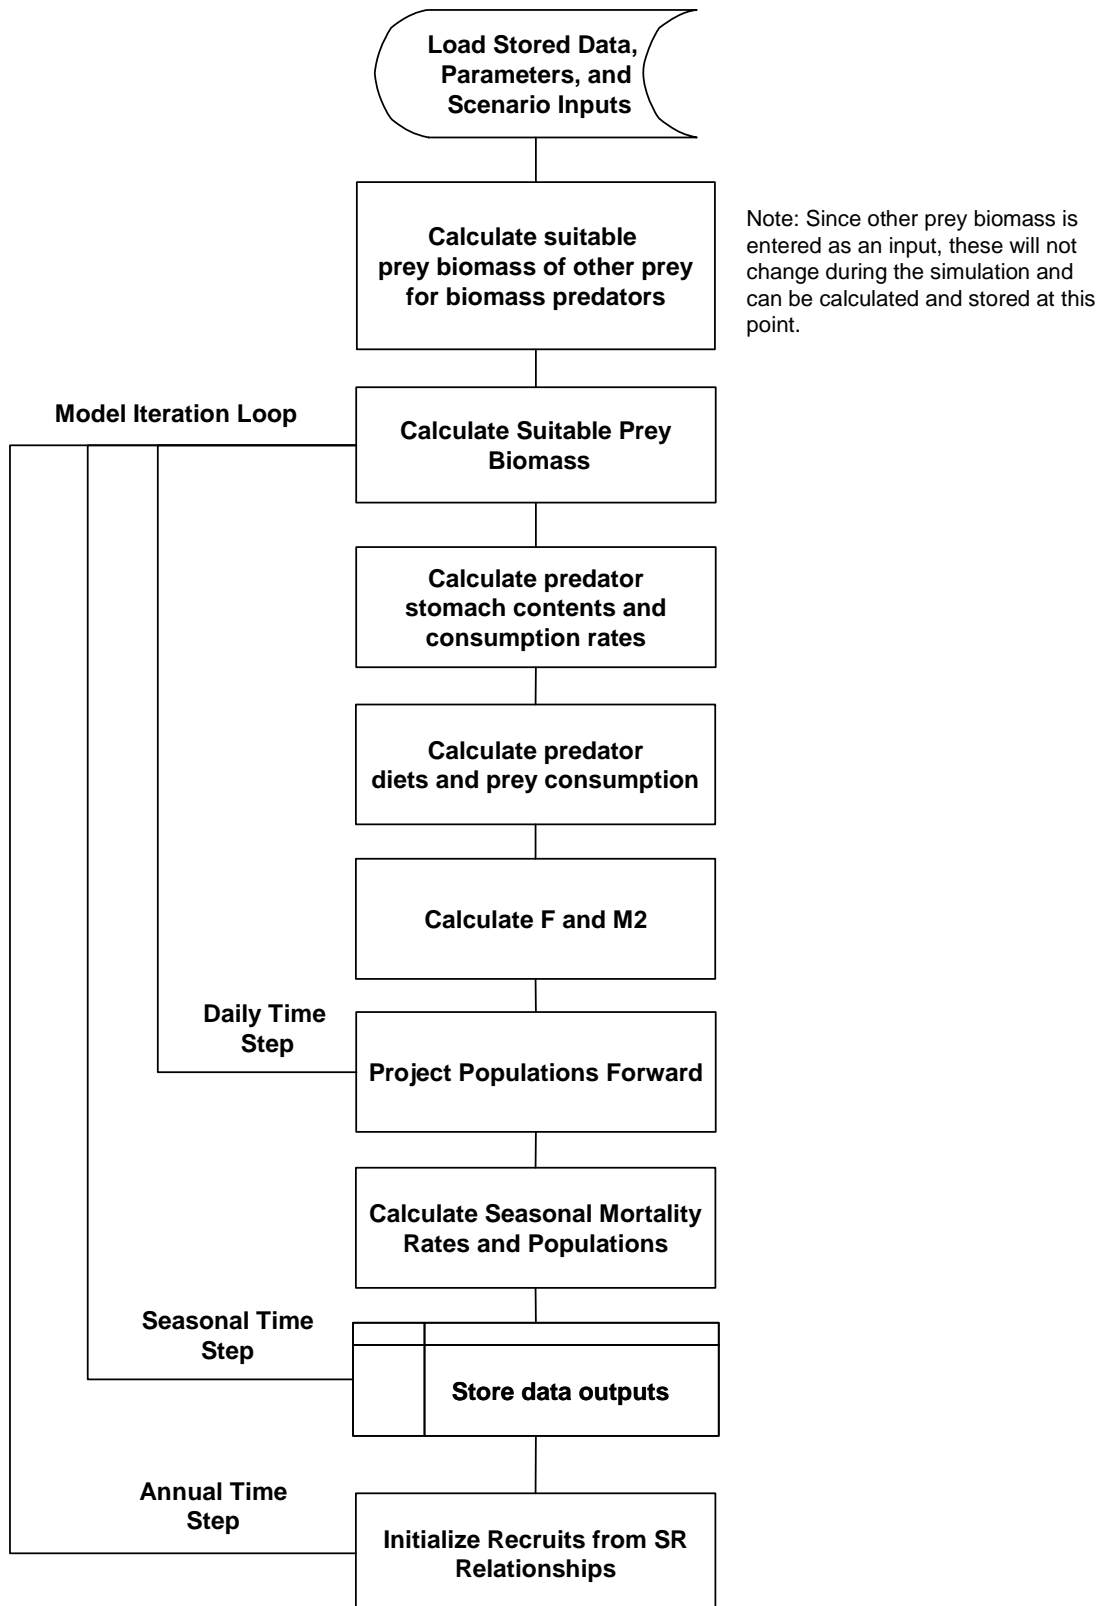 Load Stored Data,
Parameters, and
Scenario Inputs
Calculate suitable
prey biomass of other prey
for biomass predators
Note: Since other prey biomass is
entered as an input, these will not
change during the simulation and
can be calculated and stored at this
point.
Model Iteration Loop
Calculate Suitable Prey
Biomass
Calculate predator
stomach contents and
consumption rates
Calculate predator
diets and prey consumption
Calculate F and M2
Daily Time
Step
Project Populations Forward
Calculate Seasonal Mortality
Rates and Populations
Seasonal Time
Step
Store data outputs
Annual Time
Step
Initialize Recruits from SR
Relationships